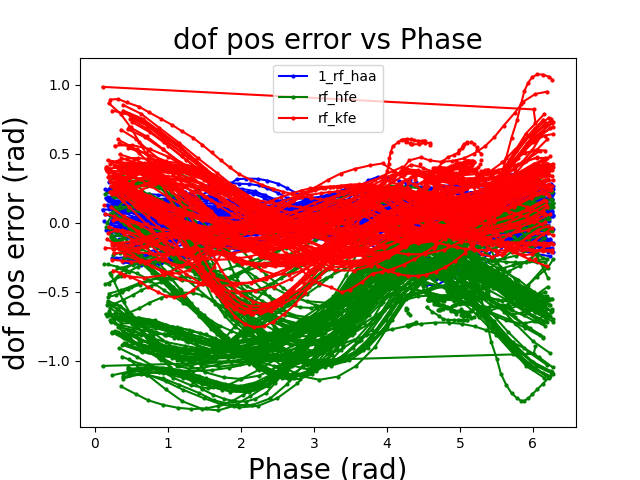 dof pos error vs Phase
1_rf_haa
rf_hfe
rf_kfe
dof pos error (rad)
1.0
0.5
0.0
−0.5
−1.0
0 1 2 3 4 5 6
Phase (rad)